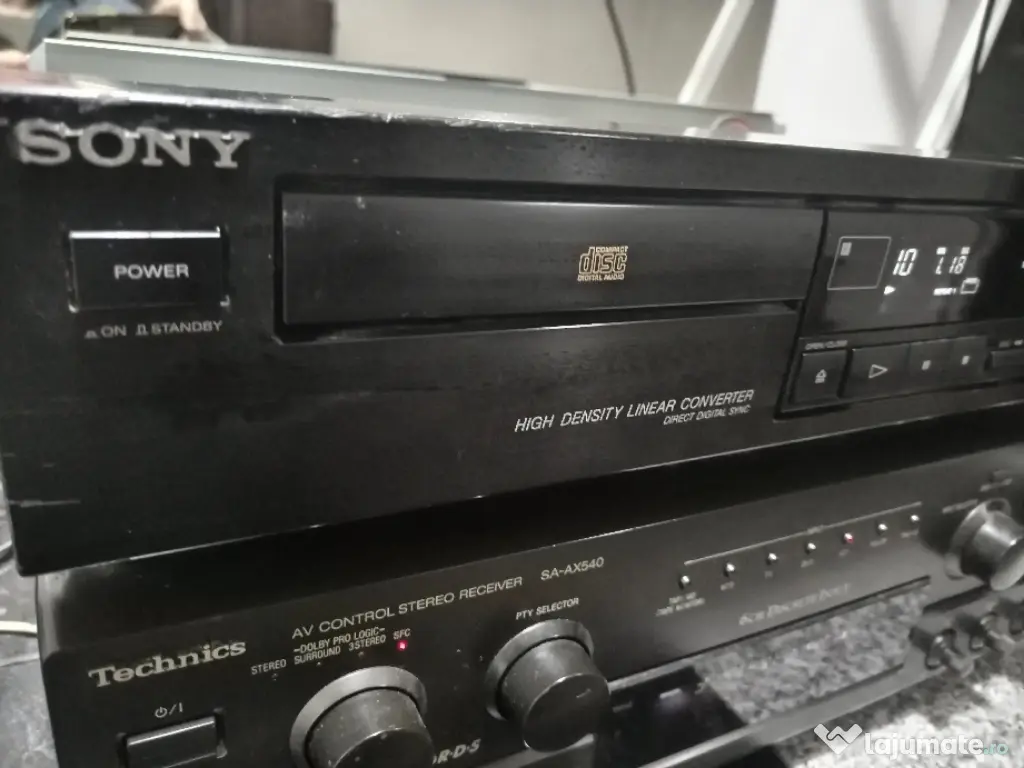 SONY
POWER
ON STANDBY
COMPACT
disc
DIGITAL AUDIO
10
OPEN/CLOSE
HIGH DENSITY LINEAR CONVERTER
DIRECT DIGITAL SYNC
AV CONTROL STEREO RECEIVER SA-AX540
Technics
DOLBY PRO LOGIC
STEREO SURROUND 3STEREO SFC
PTY SELECTOR
R·D·S
lajumate.ro